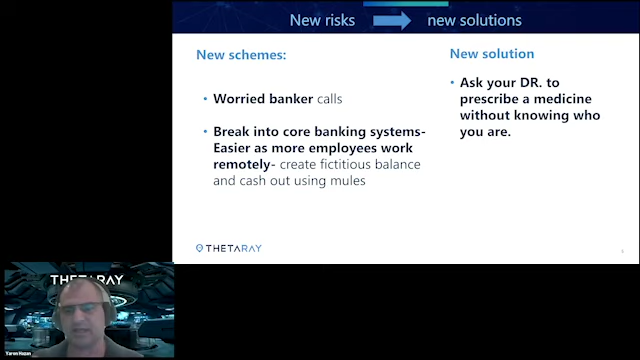 New risks new solutions
New schemes:
• Worried banker calls
• Break into core banking systems-
Easier as more employees work
remotely- create fictitious balance
and cash out using mules
New solution
• Ask your DR. to
prescribe a medicine
without knowing who
you are.
THETARAY
THETARAY
Yaron Hazan